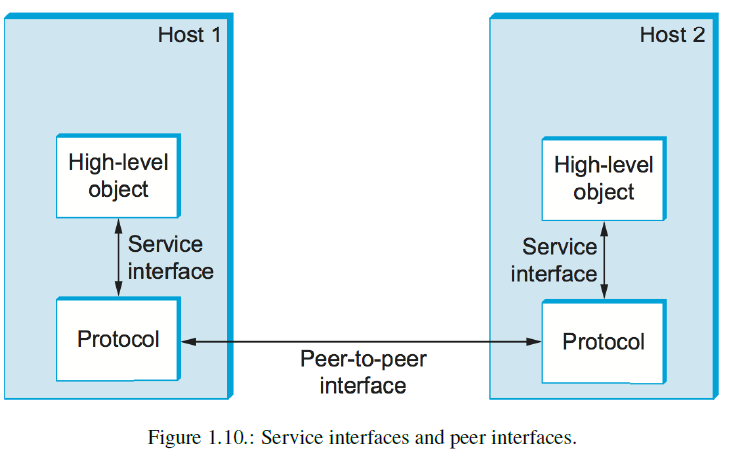 Host 1
Host 2
High-level
object
High-level
object
Service
interface
Service
interface
Protocol
Protocol
Peer-to-peer
interface
Figure 1.10.: Service interfaces and peer interfaces.